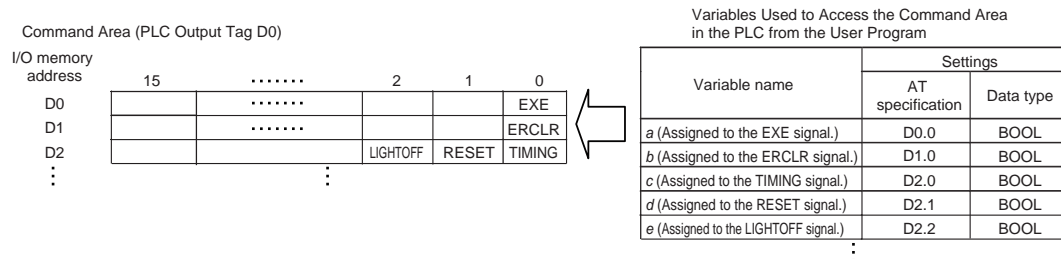 Command Area (PLC Output Tag D0)
I/O memory
address
15 ....... 2 1 0
D0 ....... EXE
D1 ....... ERCLR
D2 LIGHTOFF RESET TIMING
Variables Used to Access the Command Area
in the PLC from the User Program
Variable name
Settings
AT
specification
Data type
a (Assigned to the EXE signal.) D0.0 BOOL
b (Assigned to the ERCLR signal.) D1.0 BOOL
c (Assigned to the TIMING signal.) D2.0 BOOL
d (Assigned to the RESET signal.) D2.1 BOOL
e (Assigned to the LIGHTOFF signal.) D2.2 BOOL